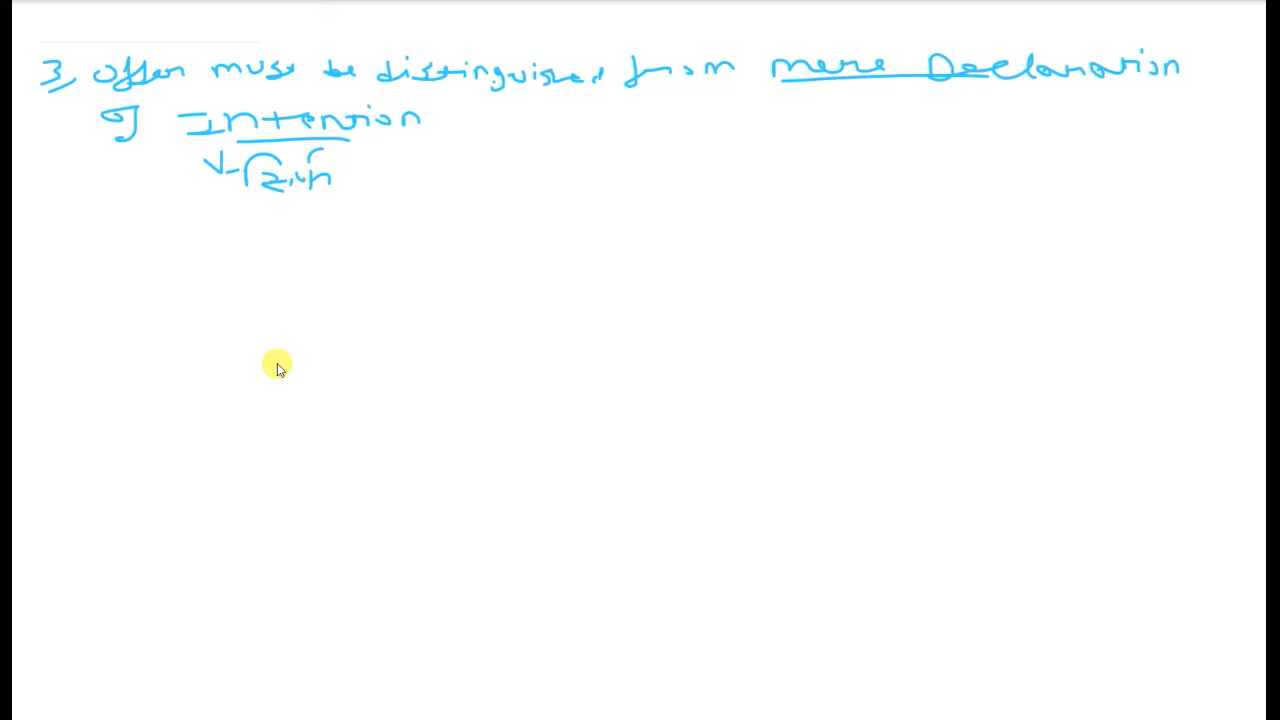 3, offer must be distinguished from mere Declaration
of Intention